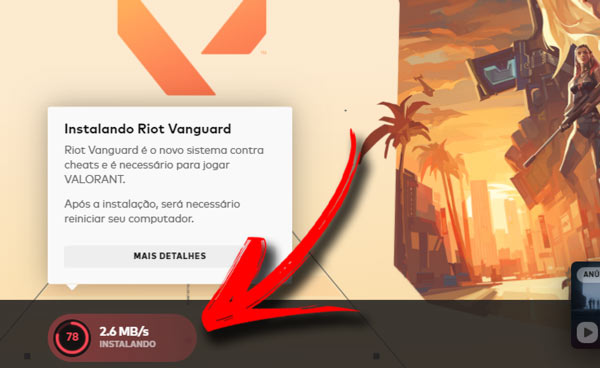 Instalando Riot Vanguard
Riot Vanguard é o novo sistema contra
cheats e é necessário para jogar
VALORANT.
Após a instalação, será necessário
reiniciar seu computador.
MAIS DETALHES
78
2.6 MB/s
INSTALANDO